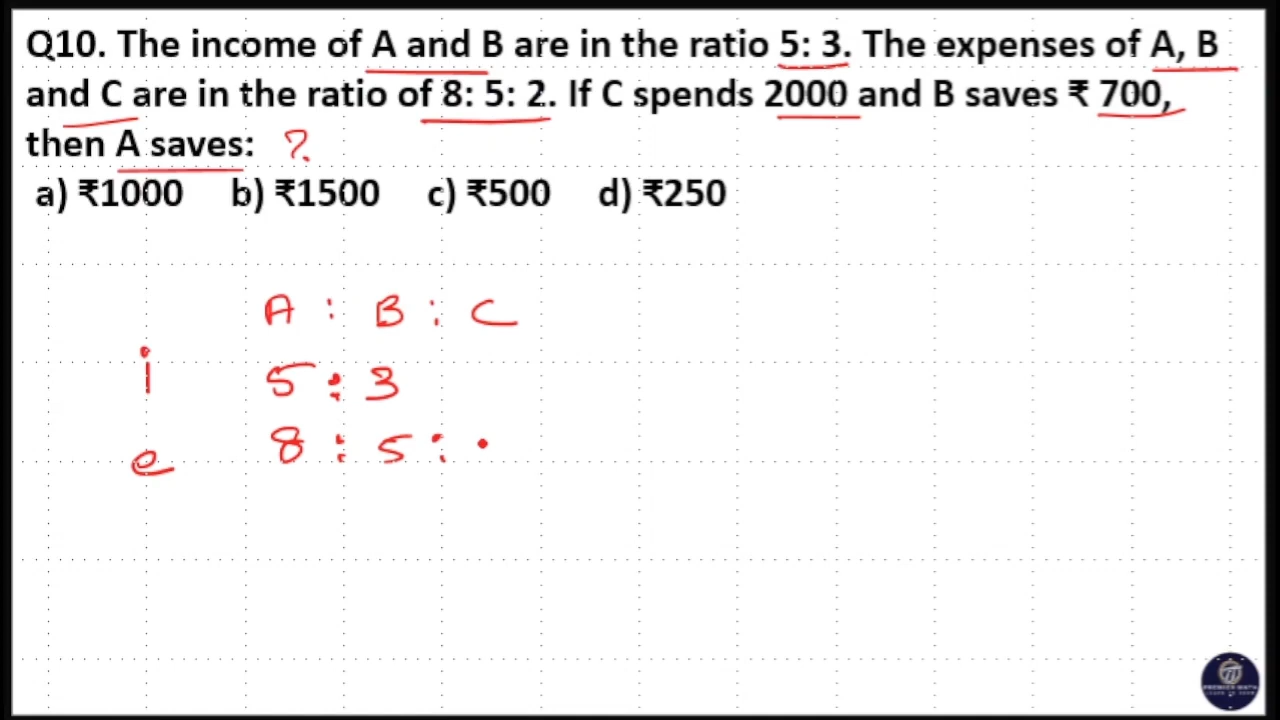 Q10. The income of A and B are in the ratio 5: 3. The expenses of A, B
and C are in the ratio of 8: 5: 2. If C spends 2000 and B saves ₹ 700,
then A saves: ?
a) ₹1000 b) ₹1500 c) ₹500 d) ₹250
A : B : C
i 5 : 3
e 8 : 5 :
PREMIER MATH